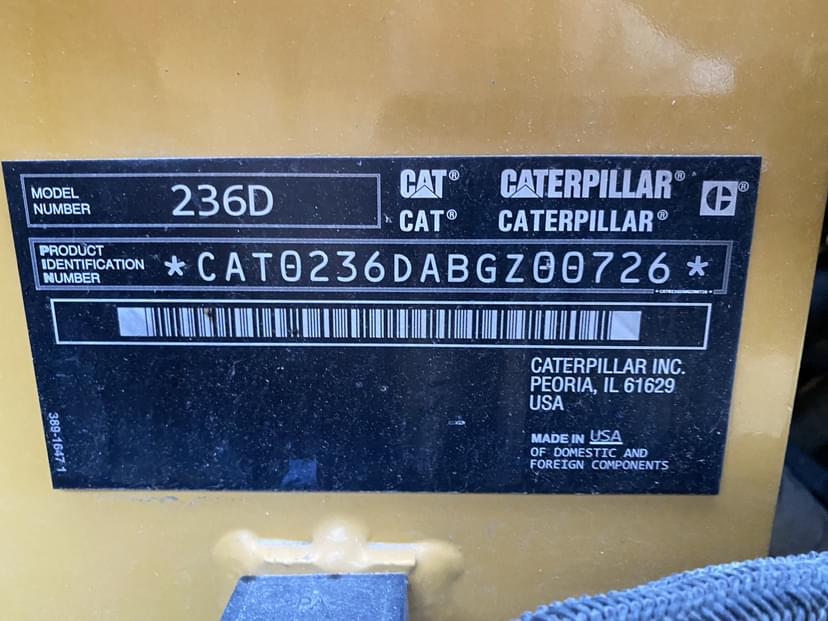 MODEL NUMBER 236D
CAT® CATERPILLAR® C®
CAT® CATERPILLAR®
PRODUCT IDENTIFICATION NUMBER *CAT0236DABGZ00726*
CATERPILLAR INC.
PEORIA, IL 61629
USA
MADE IN USA
OF DOMESTIC AND
FOREIGN COMPONENTS
389-1647 1